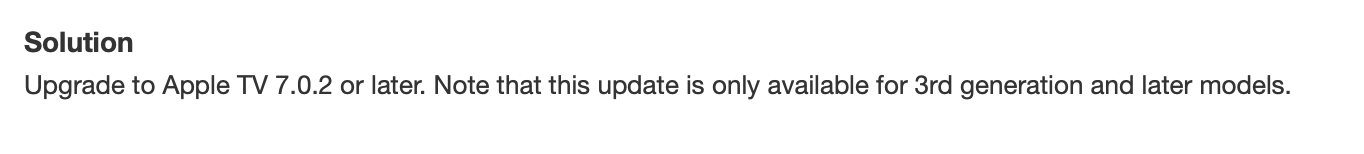 Solution
Upgrade to Apple TV 7.0.2 or later. Note that this update is only available for 3rd generation and later models.